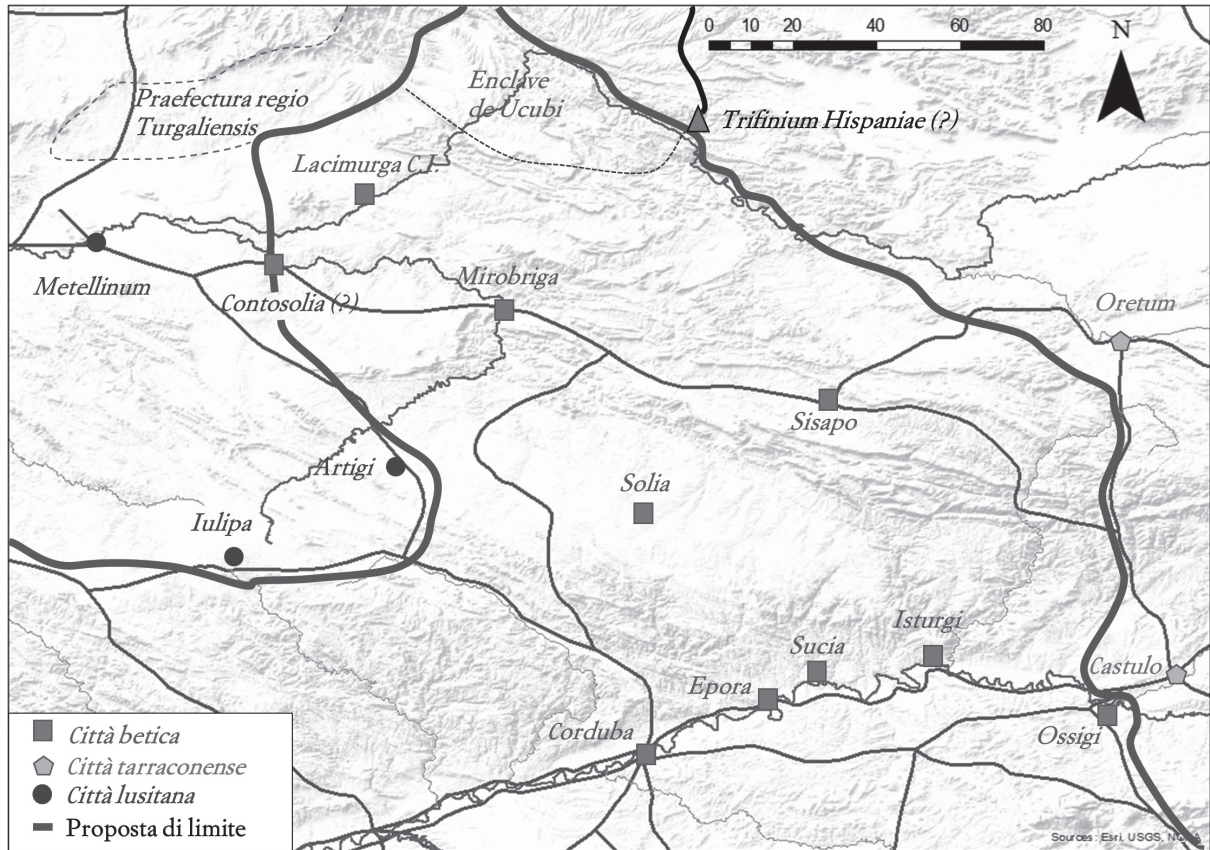 0 10 20 40 60 80
N
Enclave
de Ucubi
Praefectura regio
Turgaliensis
Trifinium Hispaniae (?)
Lacimurga C.I.
Metellinum
Mirobriga
Contosolia (?)
Oretum
Sisapo
Artigi
Solia
Iulipa
Isturgi
Sucia
Castulo
Epora
Corduba
Ossigi
Città betica
Città tarraconense
Città lusitana
Proposta di limite
Sources: Esri, USGS,